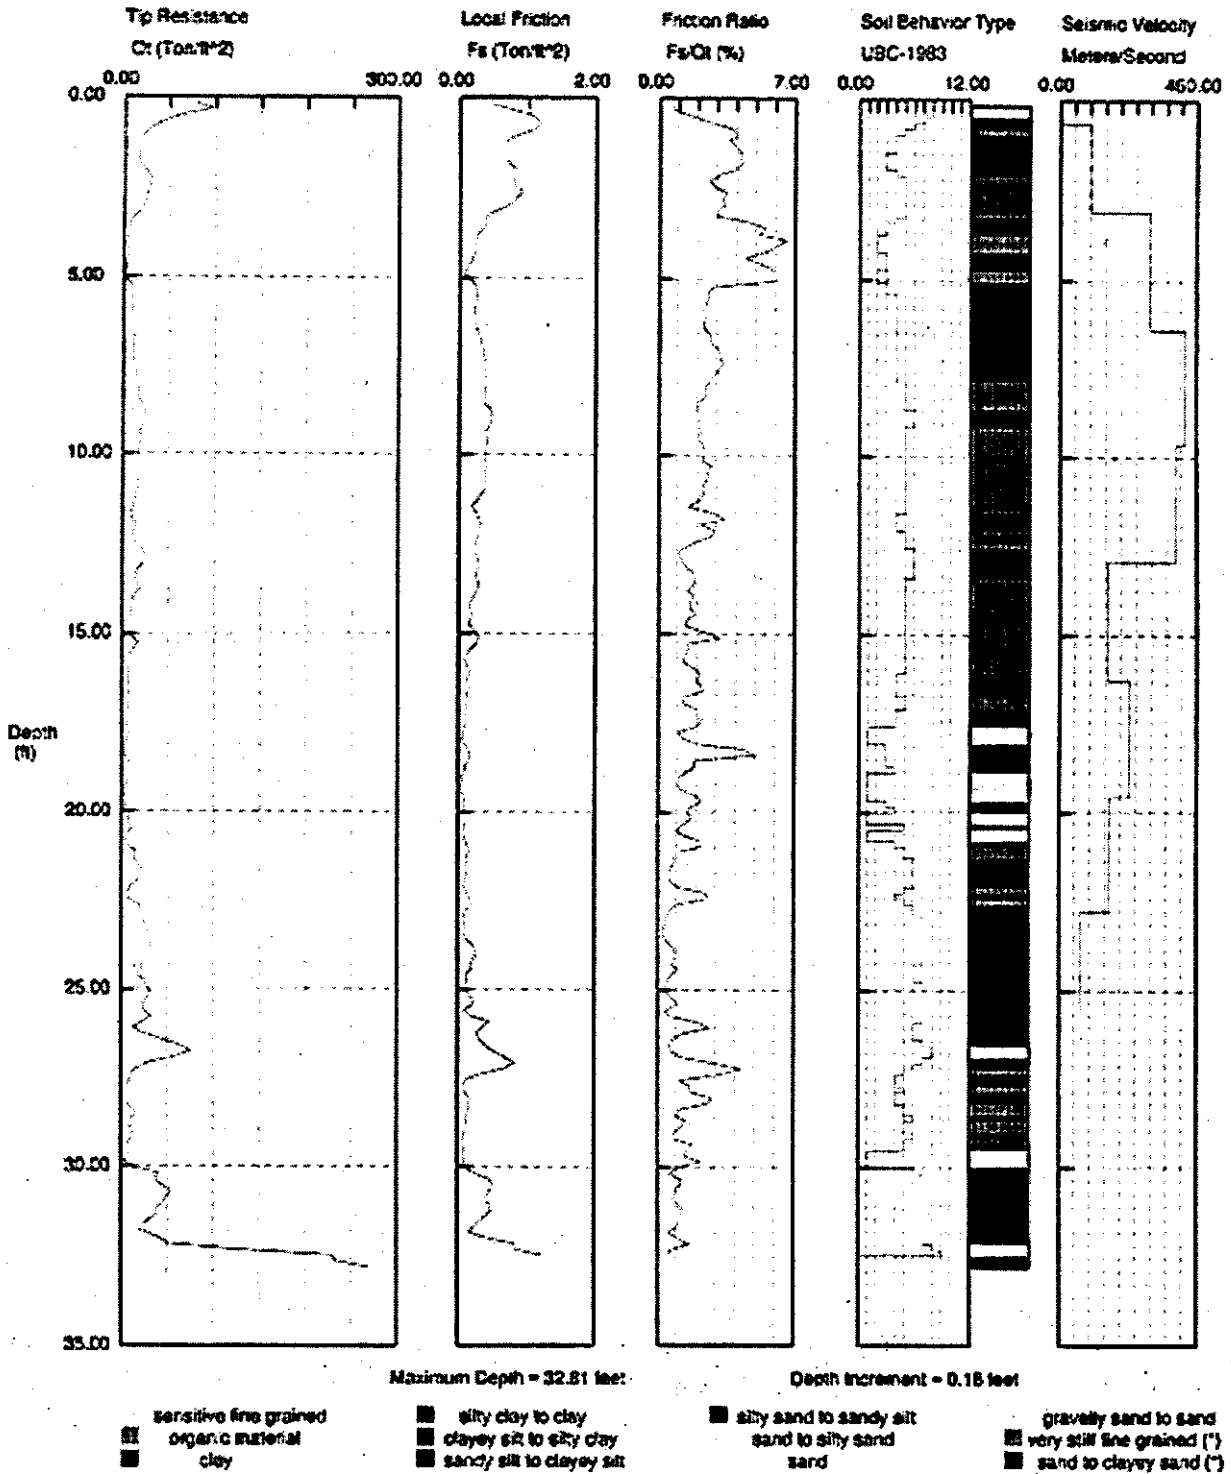 Tip Resistance Local Friction Friction Ratio Soil Behavior Type Seismic Velocity
Qt (Ton/ft^2) Fs (Ton/ft^2) Fs/Qt (%) UBC-1983 Meters/Second
0.00 300.00 0.00 2.00 0.00 7.00 0.00 12.00 0.00 450.00
0.00
5.00
10.00
15.00
Depth
(ft)
20.00
25.00
30.00
35.00
Maximum Depth = 32.81 feet Depth Increment = 0.16 feet
sensitive fine grained silty clay to clay silty sand to sandy silt gravelly sand to sand
organic material clayey silt to silty clay sand to silty sand very stiff fine grained (*)
clay sandy silt to clayey silt sand sand to clayey sand (*)